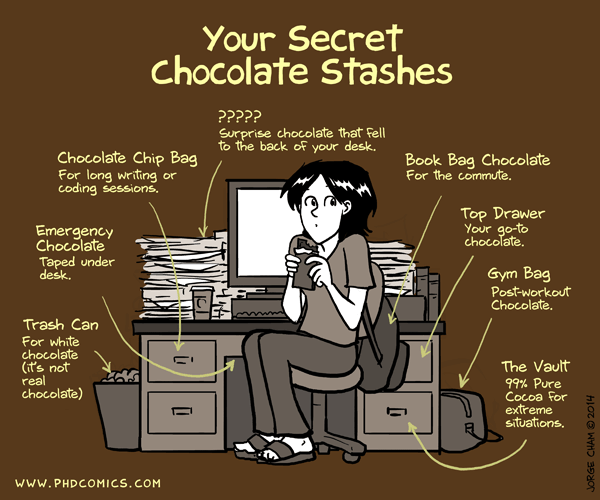 Your Secret
Chocolate Stashes
?????
Surprise chocolate that fell
to the back of your desk.
Chocolate Chip Bag
For long writing or
coding sessions.
Book Bag Chocolate
For the commute.
Emergency
Chocolate
Taped under
desk.
Top Drawer
Your go-to
chocolate.
Gym Bag
Post-workout
Chocolate.
Trash Can
For white
chocolate
(it's not
real
chocolate)
The Vault
99% Pure
Cocoa for
extreme
situations.
WWW.PHDCOMICS.COM
JORGE CHAM © 2014